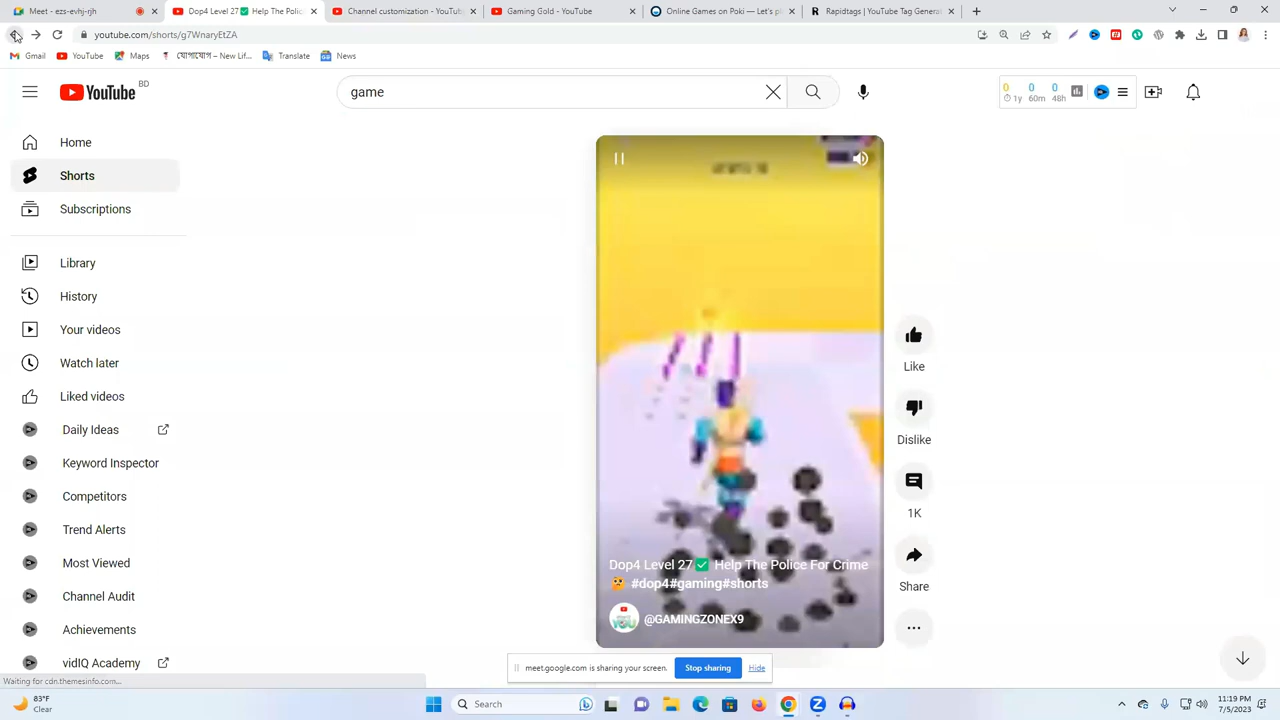 Meet - ezs-evhj-rjh
Dop4 Level 27✅ Help The Polic
Channel customization - YouTube
Gaming Gold - YouTube
Online Games on Poki — Let's pl
Rapidtags | YouTube Tag Generat
youtube.com/shorts/g7WnaryEtZA
Gmail
YouTube
Maps
যোগাযোগ – New Lif...
Translate
News
YouTube BD
game
0 0 0
1y 60m 48h
Home
Shorts
Subscriptions
Library
History
Your videos
Watch later
Liked videos
Daily Ideas
Keyword Inspector
Competitors
Trend Alerts
Most Viewed
Channel Audit
Achievements
vidIQ Academy
Like
Dislike
1K
Share
Dop4 Level 27✅ Help The Police For Crime
🤔 #dop4#gaming#shorts
@GAMINGZONEX9
meet.google.com is sharing your screen.
Stop sharing
Hide
Waiting for cdn.themesinfo.com...
83°F
Clear
Search
11:19 PM
7/5/2023